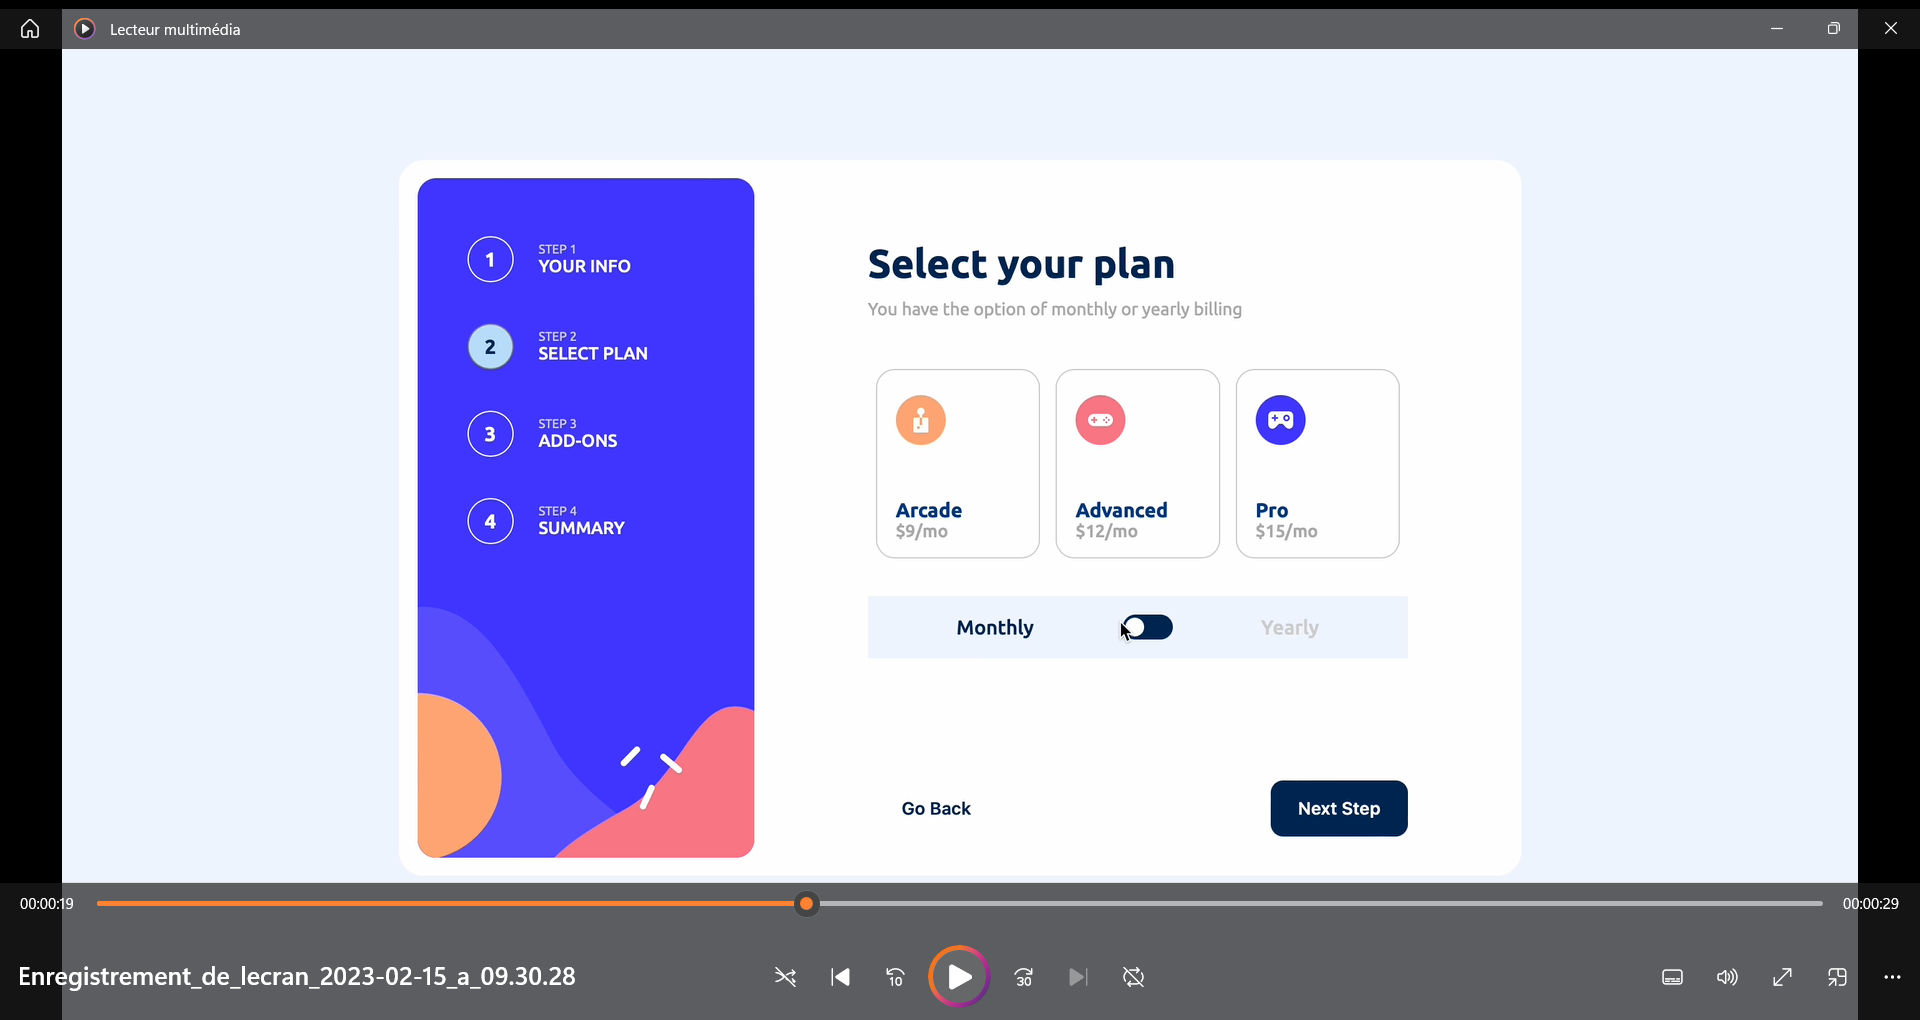 Lecteur multimédia
1
STEP 1
YOUR INFO
2
STEP 2
SELECT PLAN
3
STEP 3
ADD-ONS
4
STEP 4
SUMMARY
Select your plan
You have the option of monthly or yearly billing
Arcade
$9/mo
Advanced
$12/mo
Pro
$15/mo
Monthly
Yearly
Go Back
Next Step
00:00:19
00:00:29
Enregistrement_de_lecran_2023-02-15_a_09.30.28
10
30